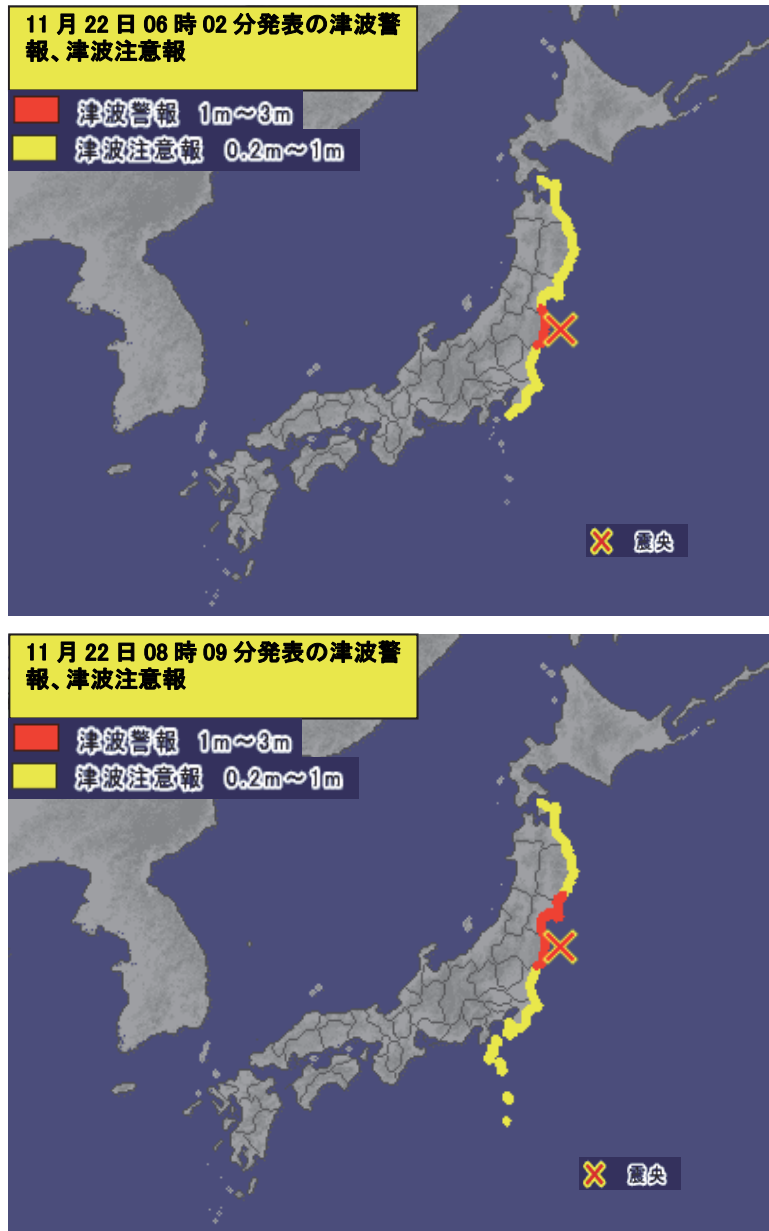 11 月 22 日 06 時 02 分発表の津波警
報、津波注意報
津波警報 1m～3m
津波注意報 0.2m～1m
震央
11 月 22 日 08 時 09 分発表の津波警
報、津波注意報
津波警報 1m～3m
津波注意報 0.2m～1m
震央